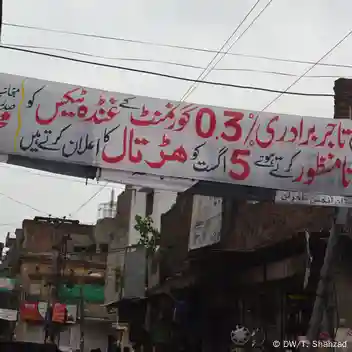 تاجر برادری 0.3% گورنمنٹ کے غنڈہ ٹیکس کو
نامنظور کرتے ہوئے 5 اگست کو ھڑتال کا اعلان کرتے ہیں
© DW/T. Shahzad